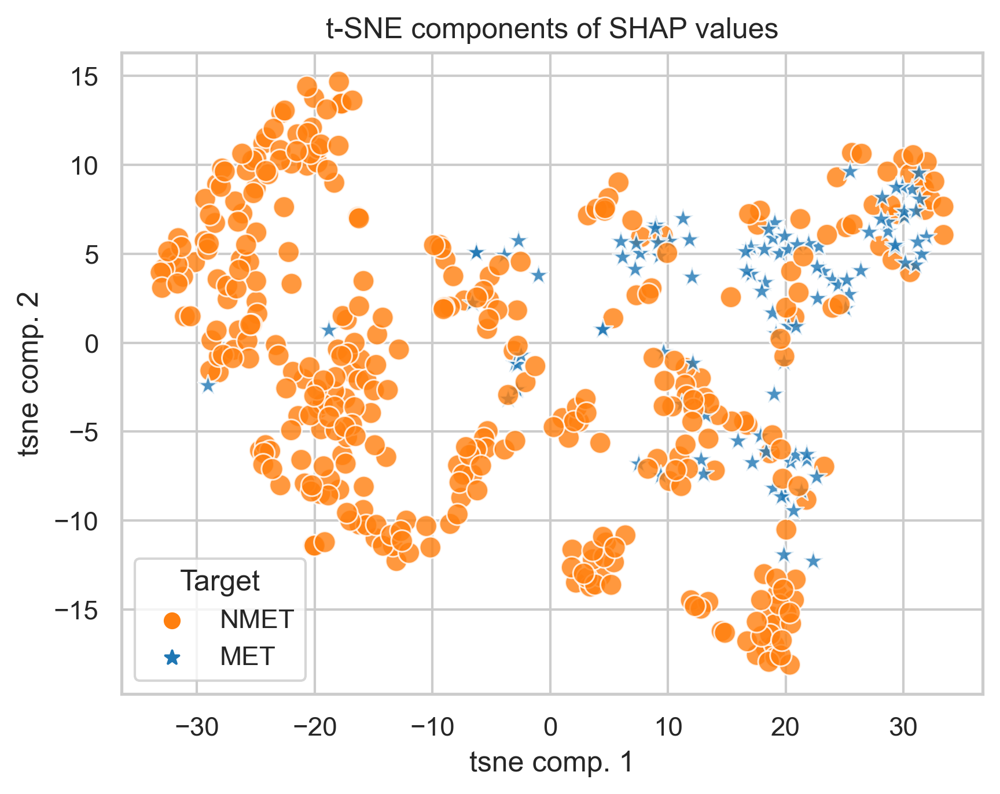 t-SNE components of SHAP values
15
10
5
0
−5
−10
−15
tsne comp. 2
Target
NMET
MET
−30 −20 −10 0 10 20 30
tsne comp. 1